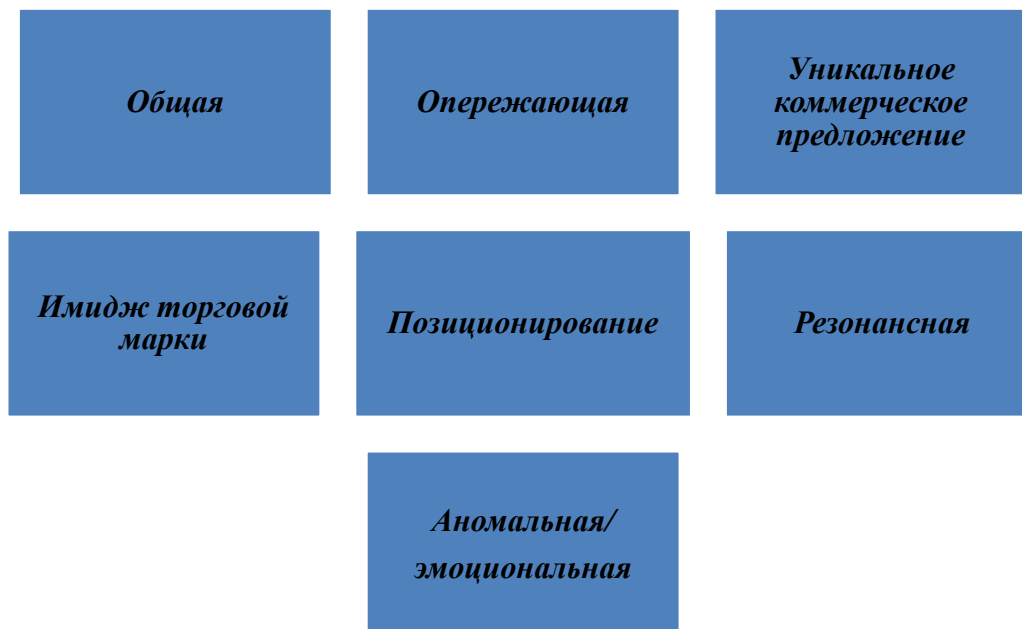 Общая
Опережающая
Уникальное
коммерческое
предложение
Имидж торговой
марки
Позиционирование
Резонансная
Аномальная/
эмоциональная